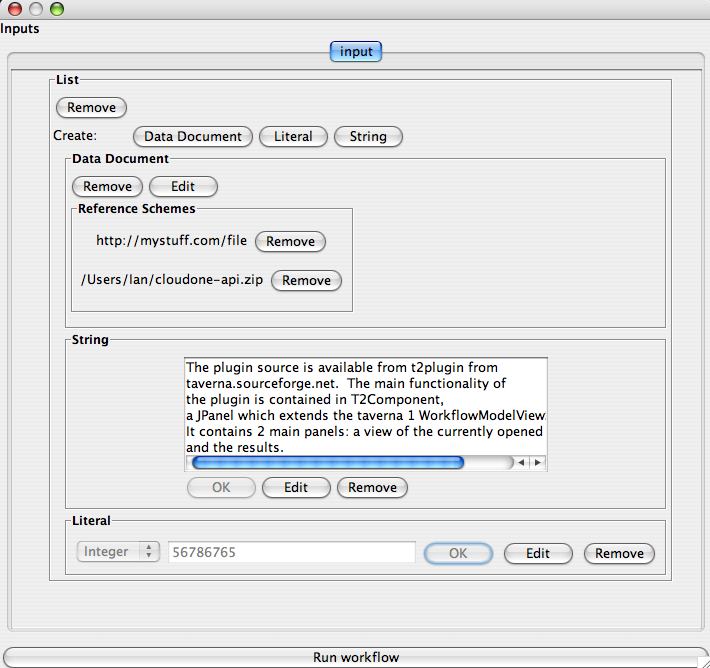 Inputs
input
List
Remove
Create: Data Document Literal String
Data Document
Remove Edit
Reference Schemes
http://mystuff.com/file Remove
/Users/Ian/cloudone-api.zip Remove
String
The plugin source is available from t2plugin from
taverna.sourceforge.net.  The main functionality of
the plugin is contained in T2Component,
a JPanel which extends the taverna 1 WorkflowModelView
It contains 2 main panels: a view of the currently opened
and the results.
OK Edit Remove
Literal
Integer 56786765 OK Edit Remove
Run workflow